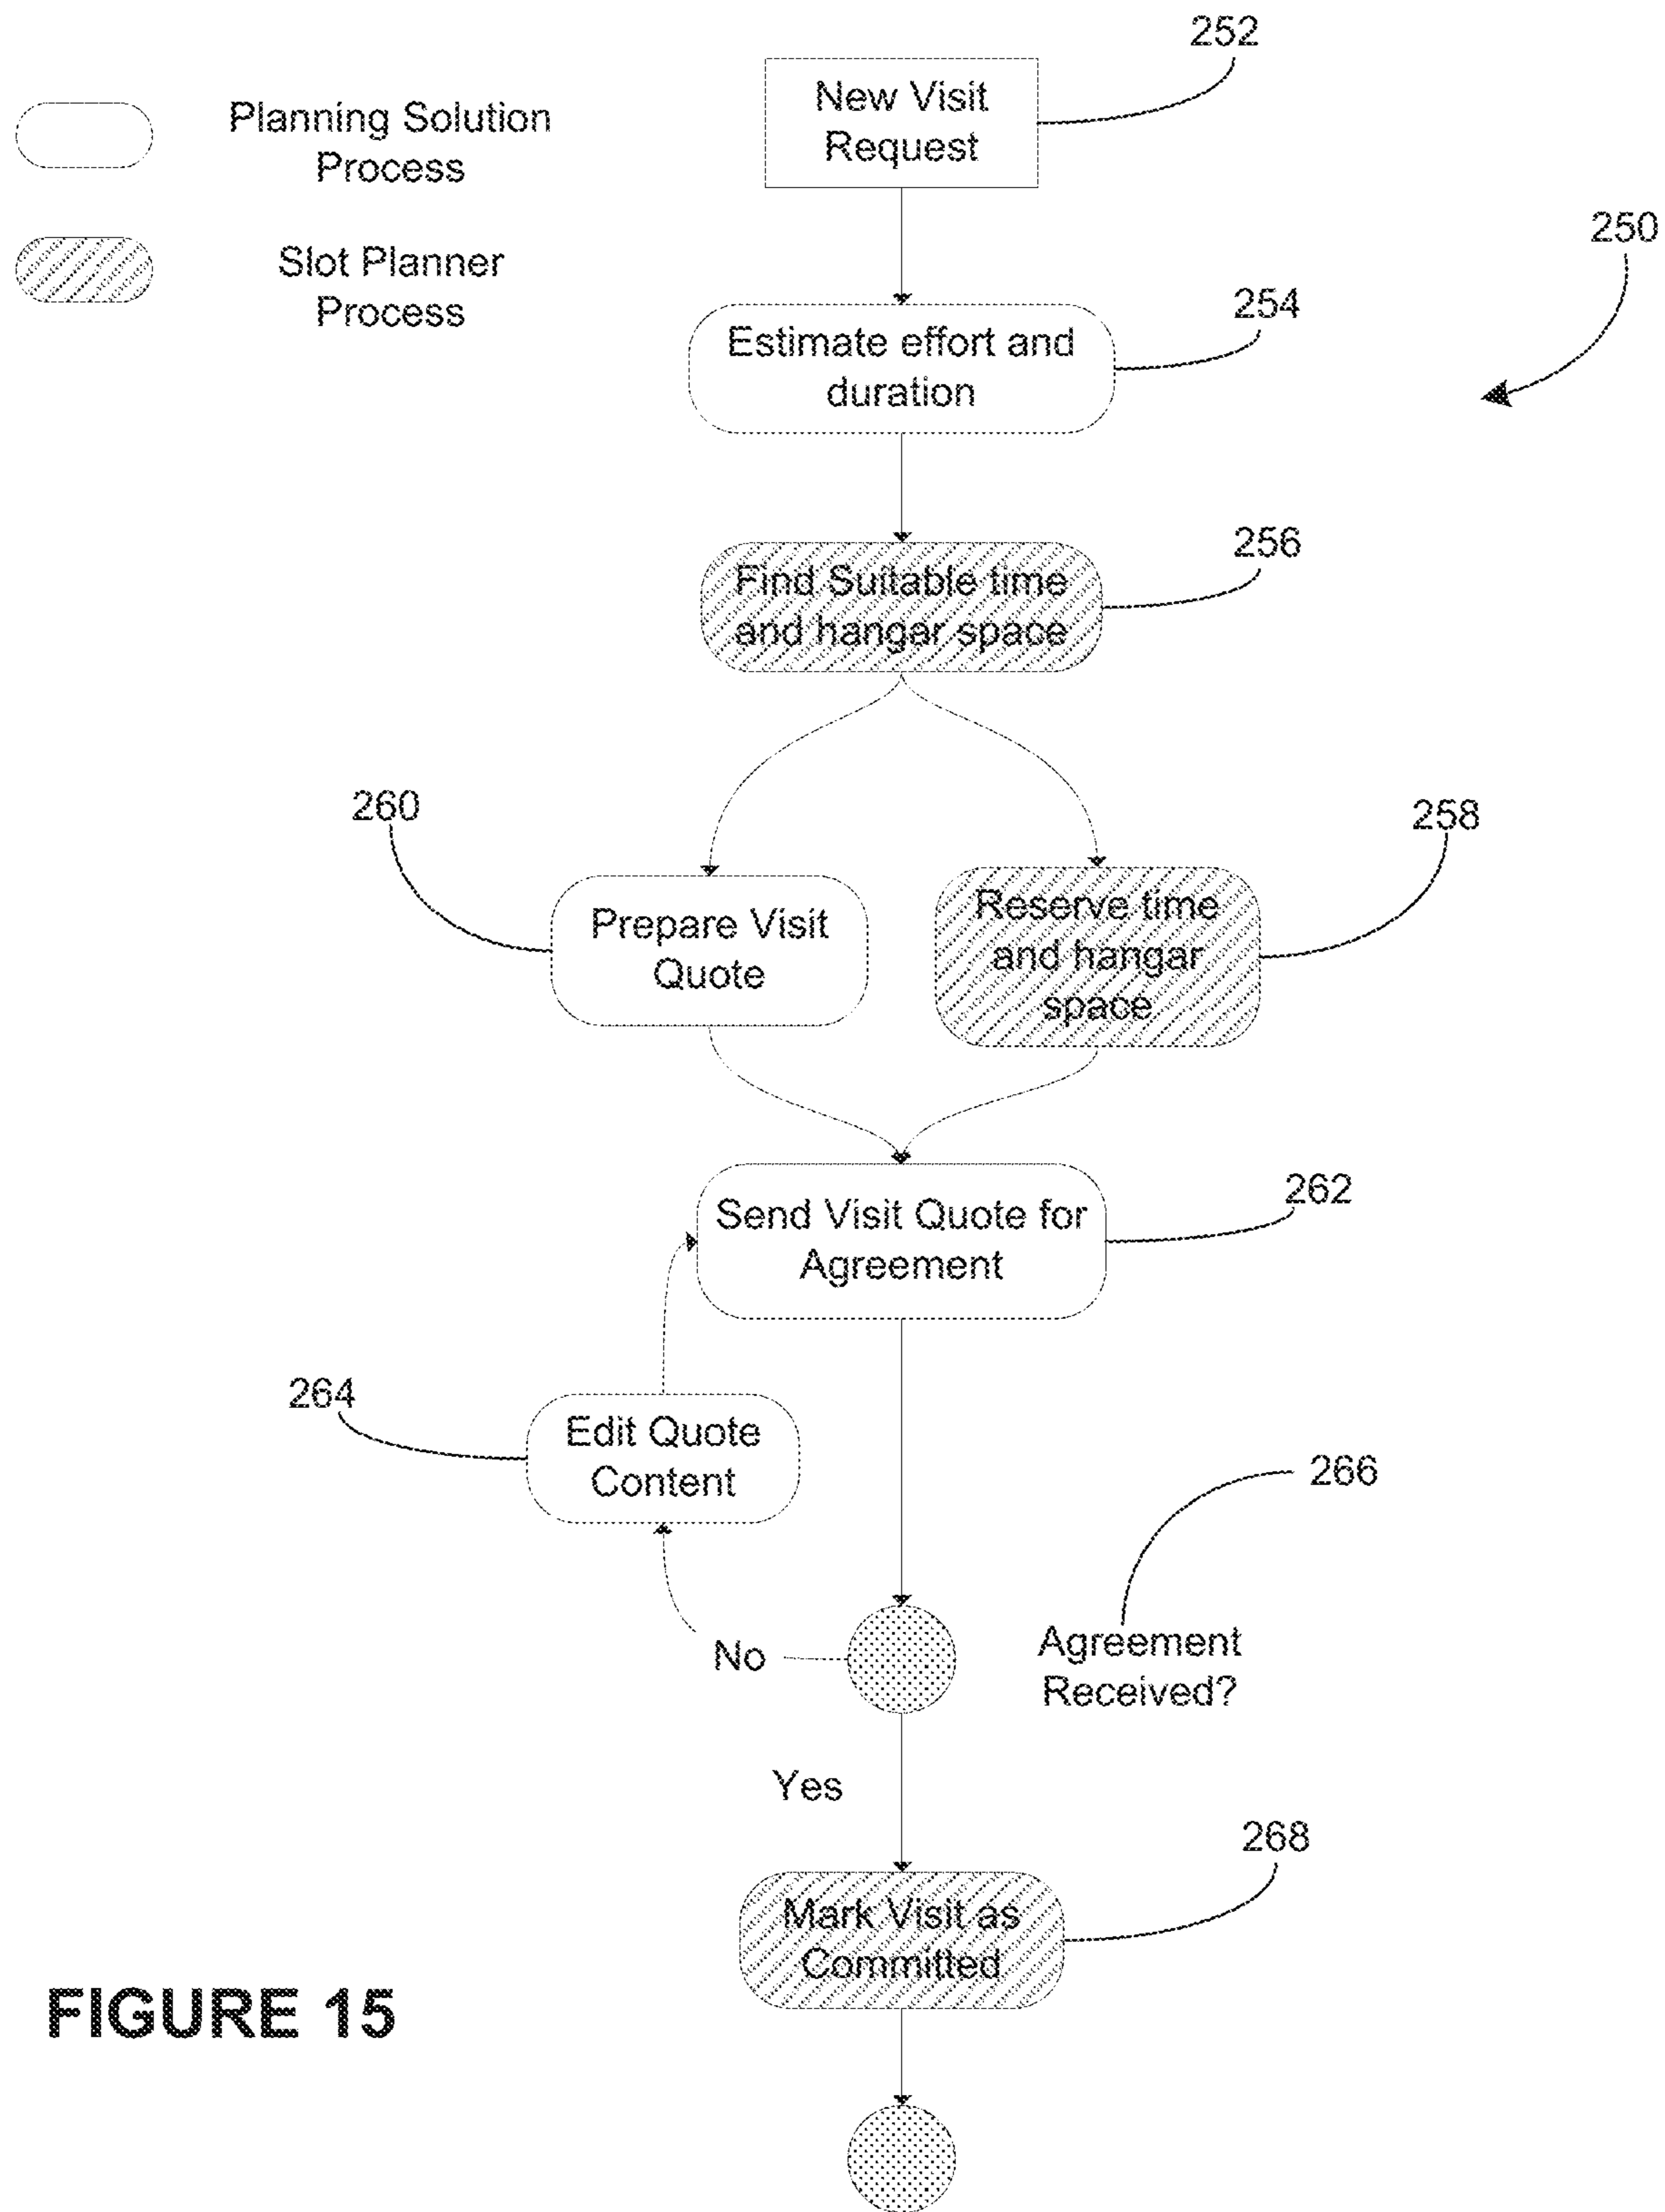 252
New Visit
Request
Planning Solution
Process
250
Slot Planner
Process
254
Estimate effort and
duration
256
Find Suitable time
and hangar space
260
258
Prepare Visit
Quote
Reserve time
and hangar
space
262
Send Visit Quote for
Agreement
264
Edit Quote
Content
266
No
Agreement
Received?
Yes
268
Mark Visit as
Committed
FIGURE 15